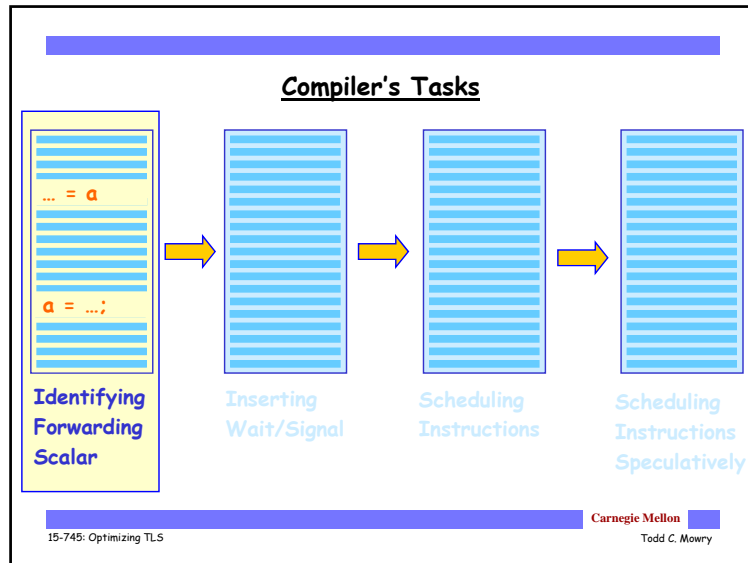 Compiler's Tasks
… = a
a = …;
Identifying
Forwarding
Scalar
Inserting
Wait/Signal
Scheduling
Instructions
Scheduling
Instructions
Speculatively
Carnegie Mellon
15-745: Optimizing TLS
Todd C. Mowry